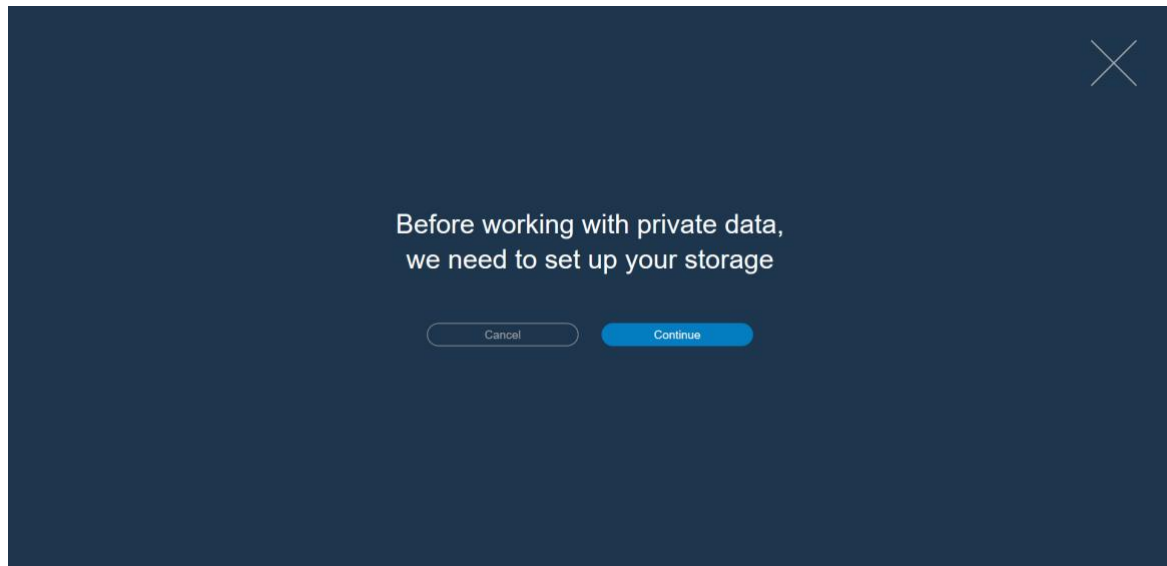 Before working with private data,
we need to set up your storage
Cancel
Continue